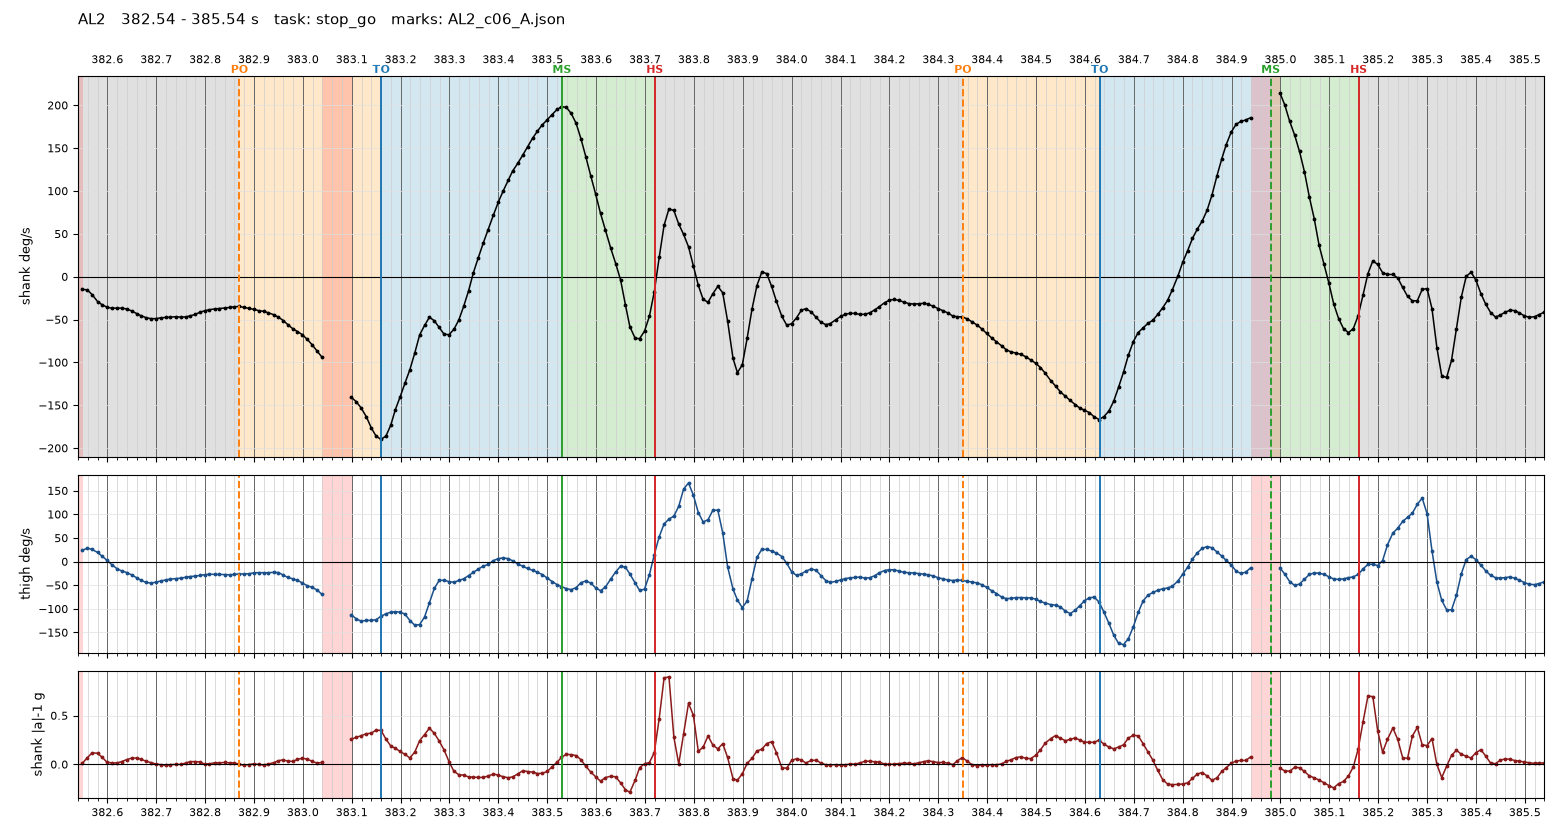 AL2   382.54 - 385.54 s   task: stop_go   marks: AL2_c06_A.json
382.6 382.7 382.8 382.9 383.0 383.1 383.2 383.3 383.4 383.5 383.6 383.7 383.8 383.9 384.0 384.1 384.2 384.3 384.4 384.5 384.6 384.7 384.8 384.9 385.0 385.1 385.2 385.3 385.4 385.5
PO TO MS HS PO TO MS HS
shank deg/s
200
150
100
50
0
−50
−100
−150
−200
thigh deg/s
150
100
50
0
−50
−100
−150
shank |a|-1 g
0.5
0.0
382.6 382.7 382.8 382.9 383.0 383.1 383.2 383.3 383.4 383.5 383.6 383.7 383.8 383.9 384.0 384.1 384.2 384.3 384.4 384.5 384.6 384.7 384.8 384.9 385.0 385.1 385.2 385.3 385.4 385.5